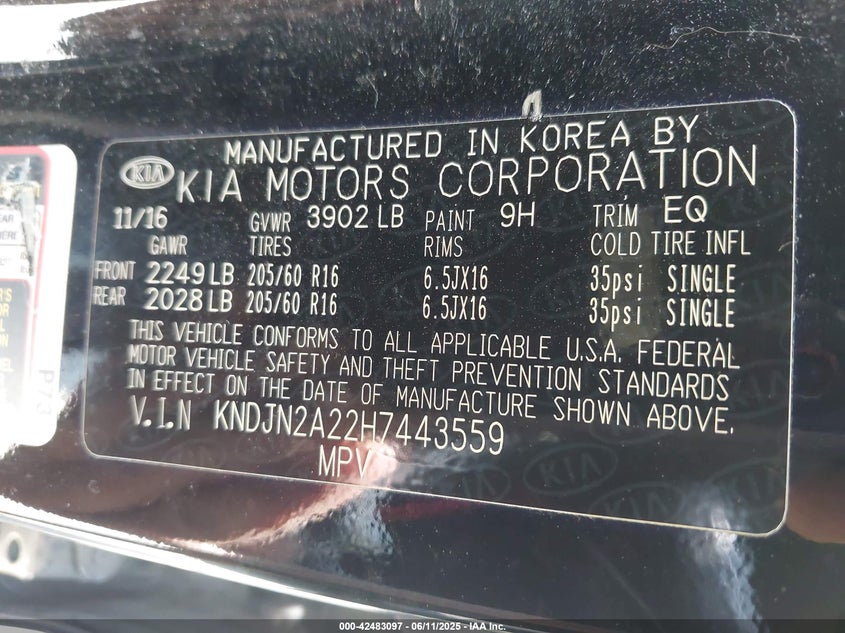 MANUFACTURED IN KOREA BY
KIA KIA MOTORS CORPORATION
11/16 GVWR 3902 LB PAINT 9H TRIM EQ
GAWR TIRES RIMS COLD TIRE INFL
FRONT 2249 LB 205/60 R16 6.5JX16 35psi SINGLE
REAR 2028 LB 205/60 R16 6.5JX16 35psi SINGLE
THIS VEHICLE CONFORMS TO ALL APPLICABLE U.S.A. FEDERAL
MOTOR VEHICLE SAFETY AND THEFT PREVENTION STANDARDS
IN EFFECT ON THE DATE OF MANUFACTURE SHOWN ABOVE.
V.I.N KNDJN2A22H7443559
MPV
P73
000-42483097 - 06/11/2025 - IAA Inc.